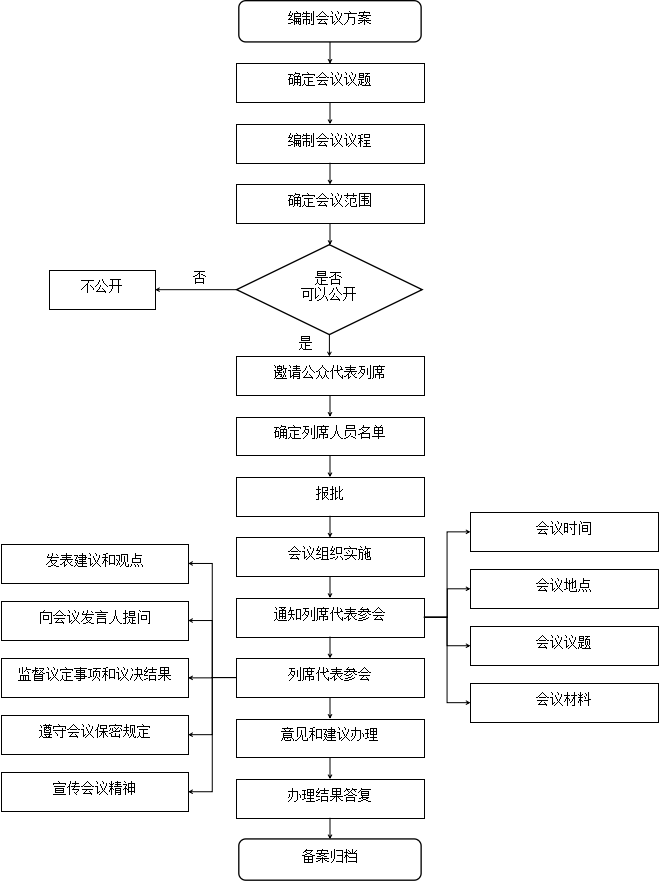 编制会议方案
确定会议议题
编制会议议程
确定会议范围
是否
可以公开
否
不公开
是
邀请公众代表列席
确定列席人员名单
报批
会议组织实施
通知列席代表参会
会议时间
会议地点
会议议题
会议材料
列席代表参会
发表建议和观点
向会议发言人提问
监督议定事项和议决结果
遵守会议保密规定
宣传会议精神
意见和建议办理
办理结果答复
备案归档